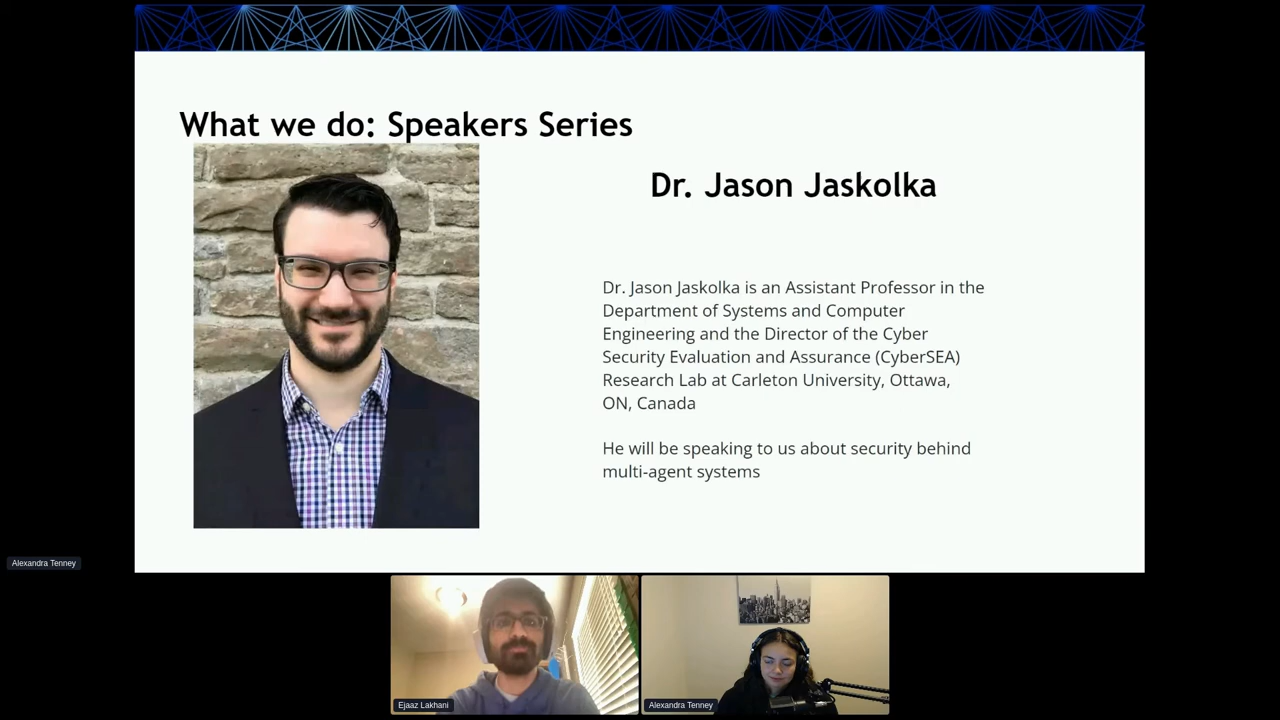 What we do: Speakers Series
Dr. Jason Jaskolka
Dr. Jason Jaskolka is an Assistant Professor in the
Department of Systems and Computer
Engineering and the Director of the Cyber
Security Evaluation and Assurance (CyberSEA)
Research Lab at Carleton University, Ottawa,
ON, Canada
He will be speaking to us about security behind
multi-agent systems
Alexandra Tenney
Ejaaz Lakhani
Alexandra Tenney